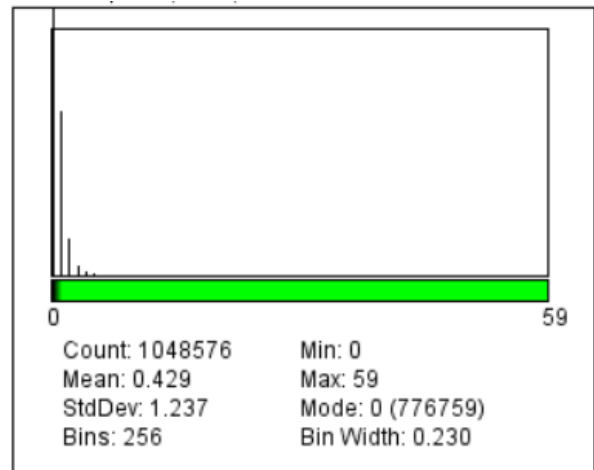 0 59
Count: 1048576 Min: 0
Mean: 0.429 Max: 59
StdDev: 1.237 Mode: 0 (776759)
Bins: 256 Bin Width: 0.230